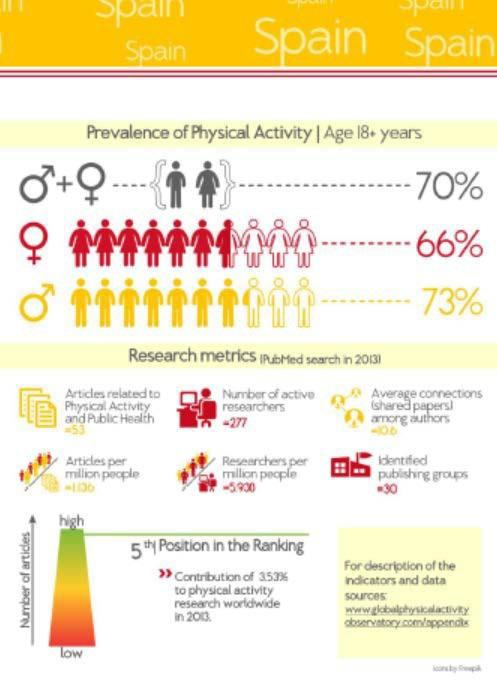 Spain
Spain
Spain
Spain
Spain
Spain
Prevalence of Physical Activity | Age 18+ years
70%
66%
73%
Research metrics (PubMed search in 2013)
Articles related to
Physical Activity
and Public Health
=53
Number of active
researchers
=277
Average connections
(shared papers)
among authors
=10.6
Articles per
million people
=1.136
Researchers per
million people
=5.930
Identified
publishing groups
=30
Number of articles
high
low
5th| Position in the Ranking
Contribution of 3.53%
to physical activity
research worldwide
in 2013.
For description of the
indicators and data
sources:
www.globalphysicalactivity
observatory.com/appendix
Icons by Freepik